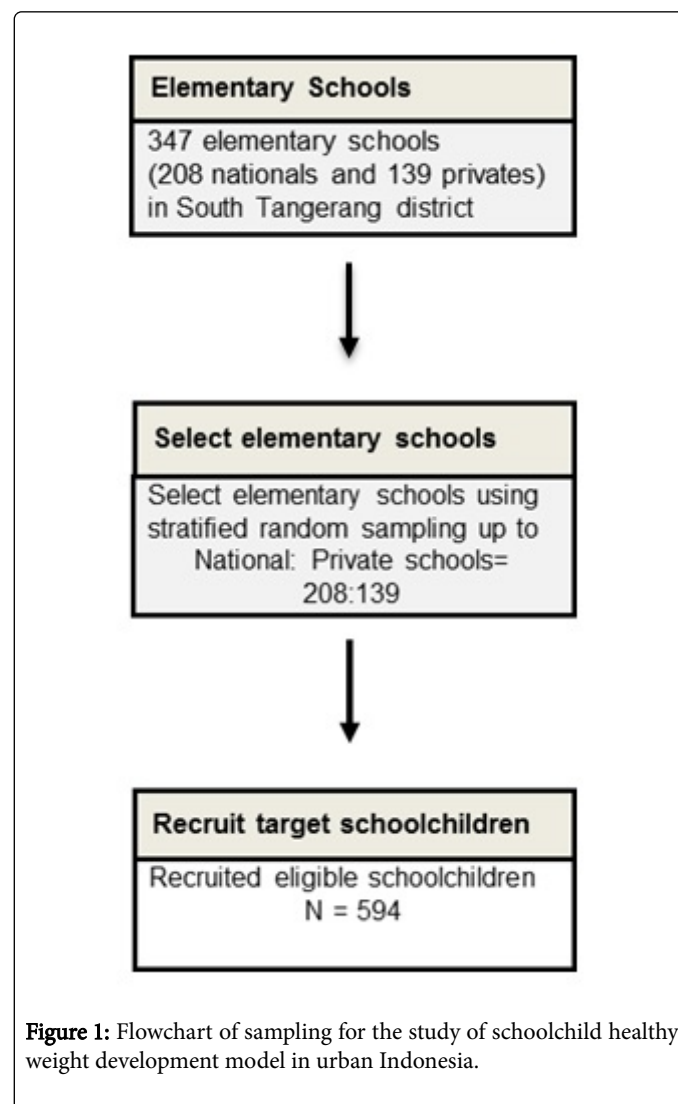 Elementary Schools
347 elementary schools
(208 nationals and 139 privates)
in South Tangerang district
Select elementary schools
Select elementary schools using
stratified random sampling up to
National: Private schools=
208:139
Recruit target schoolchildren
Recruited eligible schoolchildren
N = 594
Figure 1: Flowchart of sampling for the study of schoolchild healthy
weight development model in urban Indonesia.